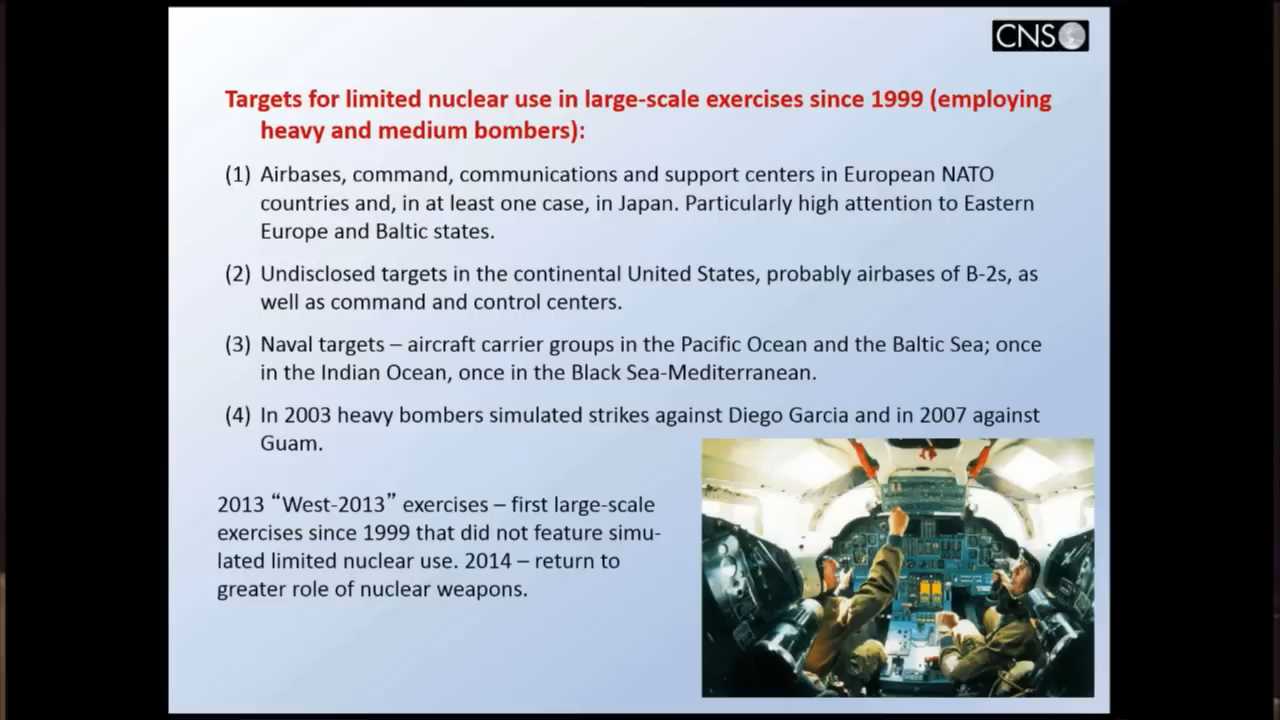 CNS
Targets for limited nuclear use in large-scale exercises since 1999 (employing
heavy and medium bombers):
(1) Airbases, command, communications and support centers in European NATO
countries and, in at least one case, in Japan. Particularly high attention to Eastern
Europe and Baltic states.
(2) Undisclosed targets in the continental United States, probably airbases of B-2s, as
well as command and control centers.
(3) Naval targets – aircraft carrier groups in the Pacific Ocean and the Baltic Sea; once
in the Indian Ocean, once in the Black Sea-Mediterranean.
(4) In 2003 heavy bombers simulated strikes against Diego Garcia and in 2007 against
Guam.
2013 “West-2013” exercises – first large-scale
exercises since 1999 that did not feature simu-
lated limited nuclear use. 2014 – return to
greater role of nuclear weapons.